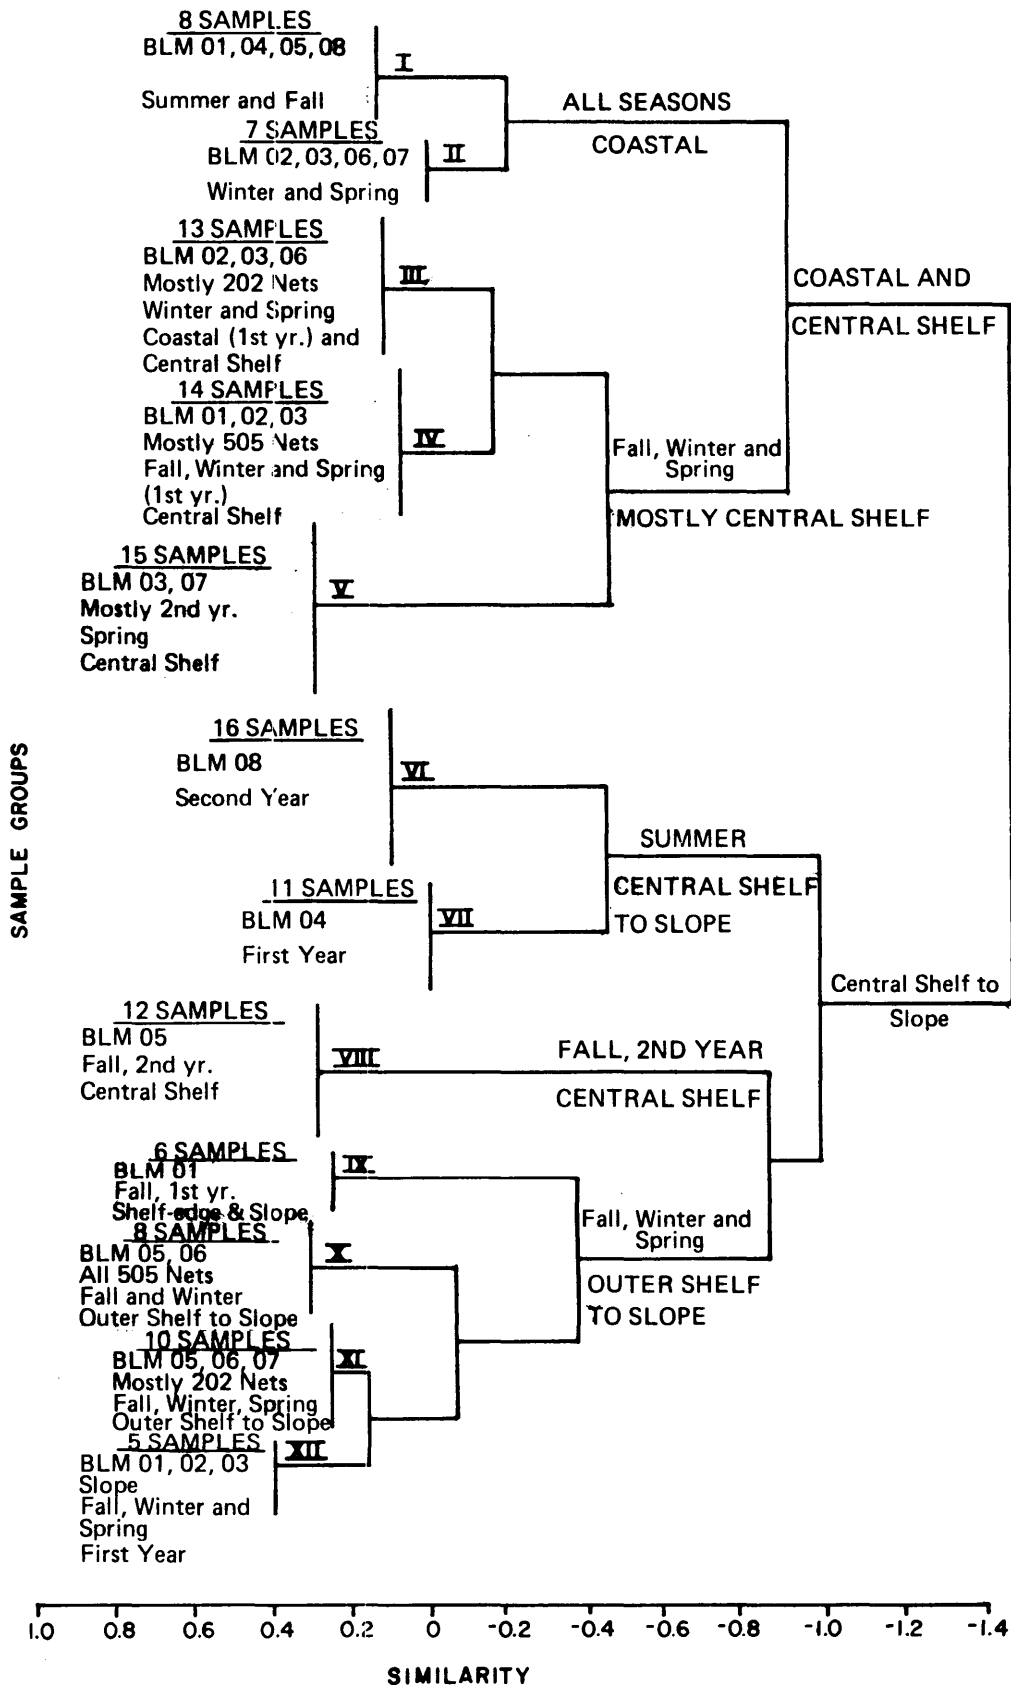 8 SAMPLES
BLM 01, 04, 05, 08
Summer and Fall
I
7 SAMPLES
BLM 02, 03, 06, 07
Winter and Spring
II
ALL SEASONS
COASTAL
13 SAMPLES
BLM 02, 03, 06
Mostly 202 Nets
Winter and Spring
Coastal (1st yr.) and
Central Shelf
III
14 SAMPLES
BLM 01, 02, 03
Mostly 505 Nets
Fall, Winter and Spring
(1st yr.)
Central Shelf
IV
COASTAL AND
CENTRAL SHELF
Fall, Winter and
Spring
MOSTLY CENTRAL SHELF
15 SAMPLES
BLM 03, 07
Mostly 2nd yr.
Spring
Central Shelf
V
16 SAMPLES
BLM 08
Second Year
VI
SUMMER
CENTRAL SHELF
TO SLOPE
11 SAMPLES
BLM 04
First Year
VII
Central Shelf to
Slope
12 SAMPLES
BLM 05
Fall, 2nd yr.
Central Shelf
VIII
FALL, 2ND YEAR
CENTRAL SHELF
6 SAMPLES
BLM 01
Fall, 1st yr.
Shelf-edge & Slope
IX
8 SAMPLES
BLM 05, 06
All 505 Nets
Fall and Winter
Outer Shelf to Slope
X
Fall, Winter and
Spring
OUTER SHELF
TO SLOPE
10 SAMPLES
BLM 05, 06, 07
Mostly 202 Nets
Fall, Winter, Spring
Outer Shelf to Slope
XI
5 SAMPLES
BLM 01, 02, 03
Slope
Fall, Winter and
Spring
First Year
XII
SAMPLE GROUPS
1.0 0.8 0.6 0.4 0.2 0 -0.2 -0.4 -0.6 -0.8 -1.0 -1.2 -1.4
SIMILARITY